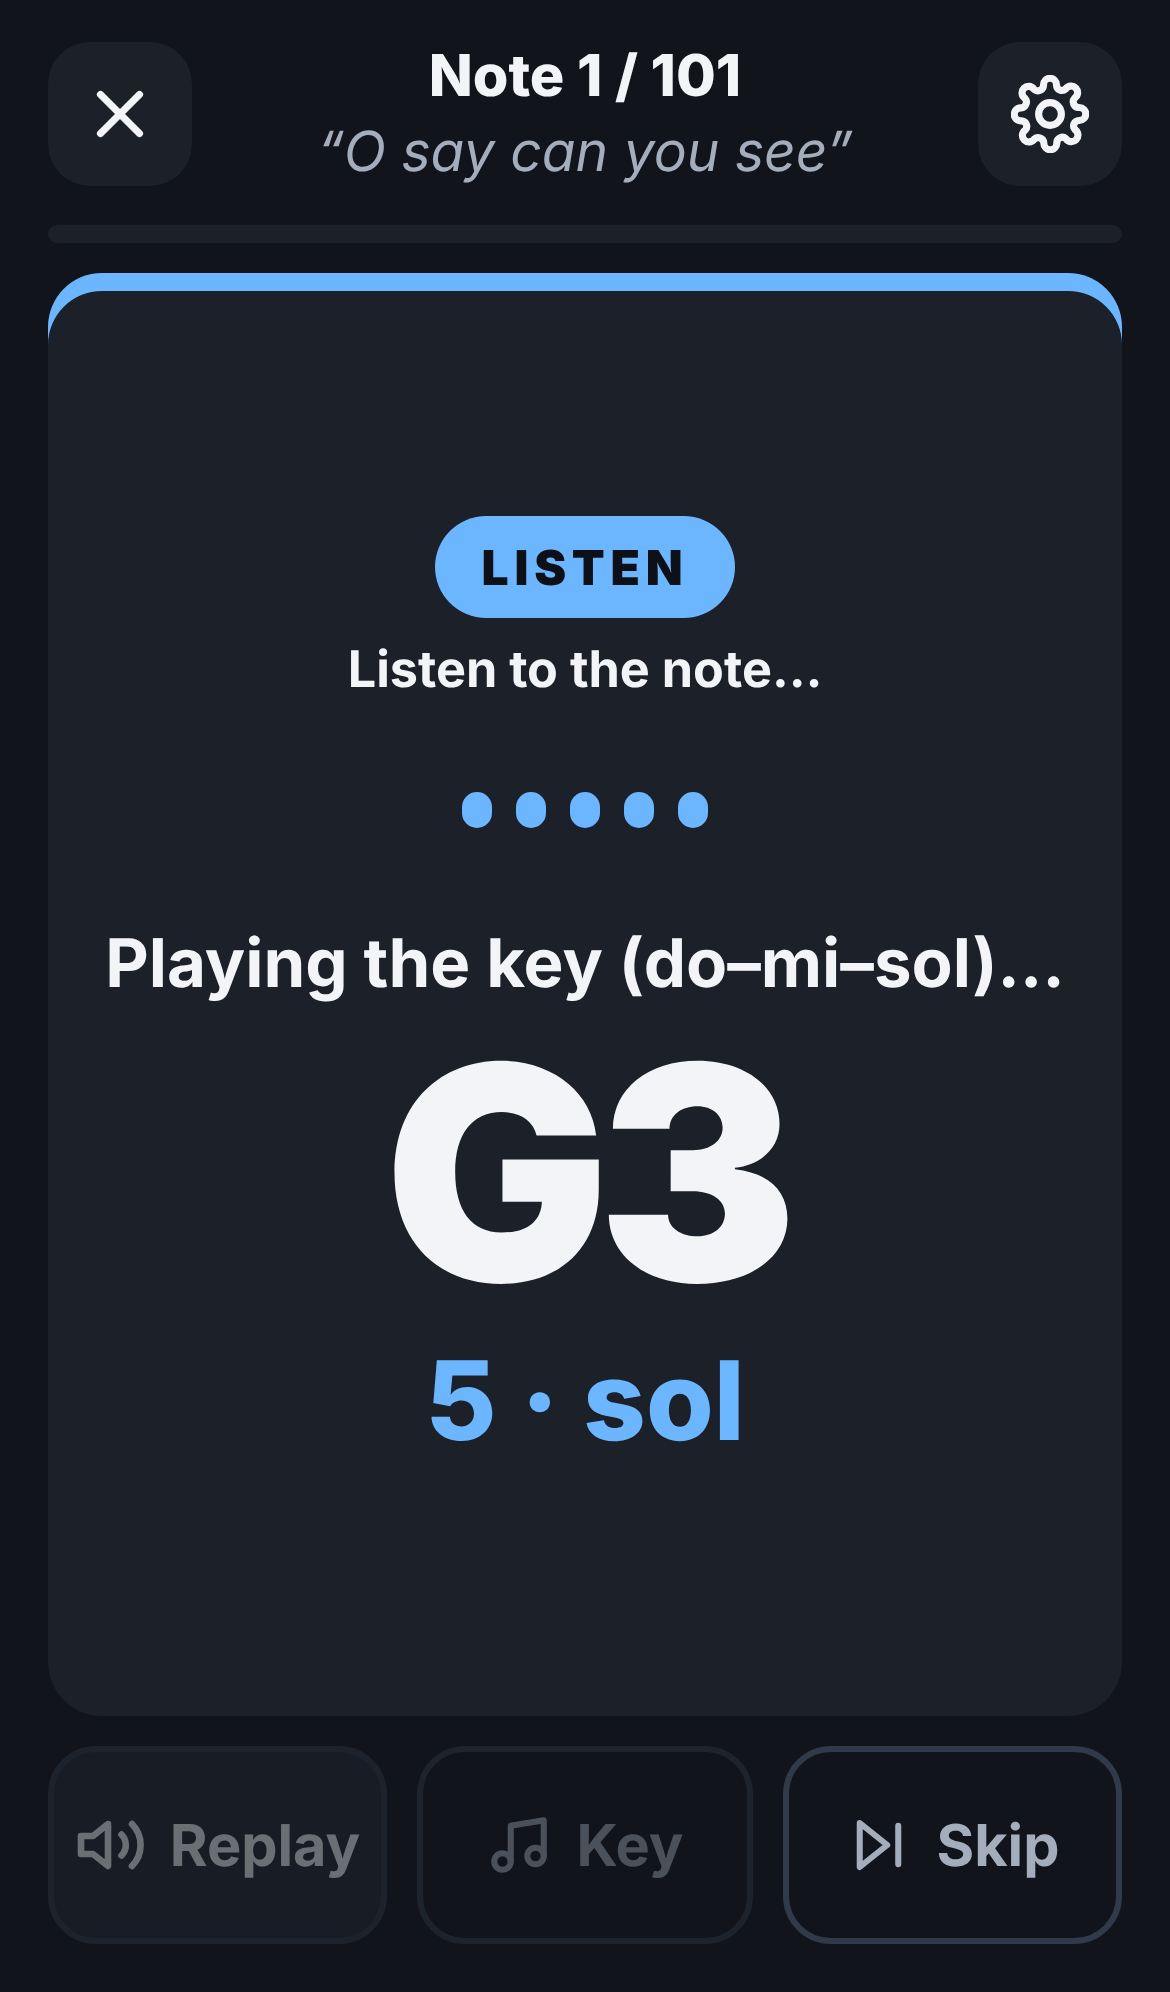 Note 1 / 101
“O say can you see”
LISTEN
Listen to the note...
Playing the key (do–mi–sol)...
G3
5 · sol
Replay
Key
Skip